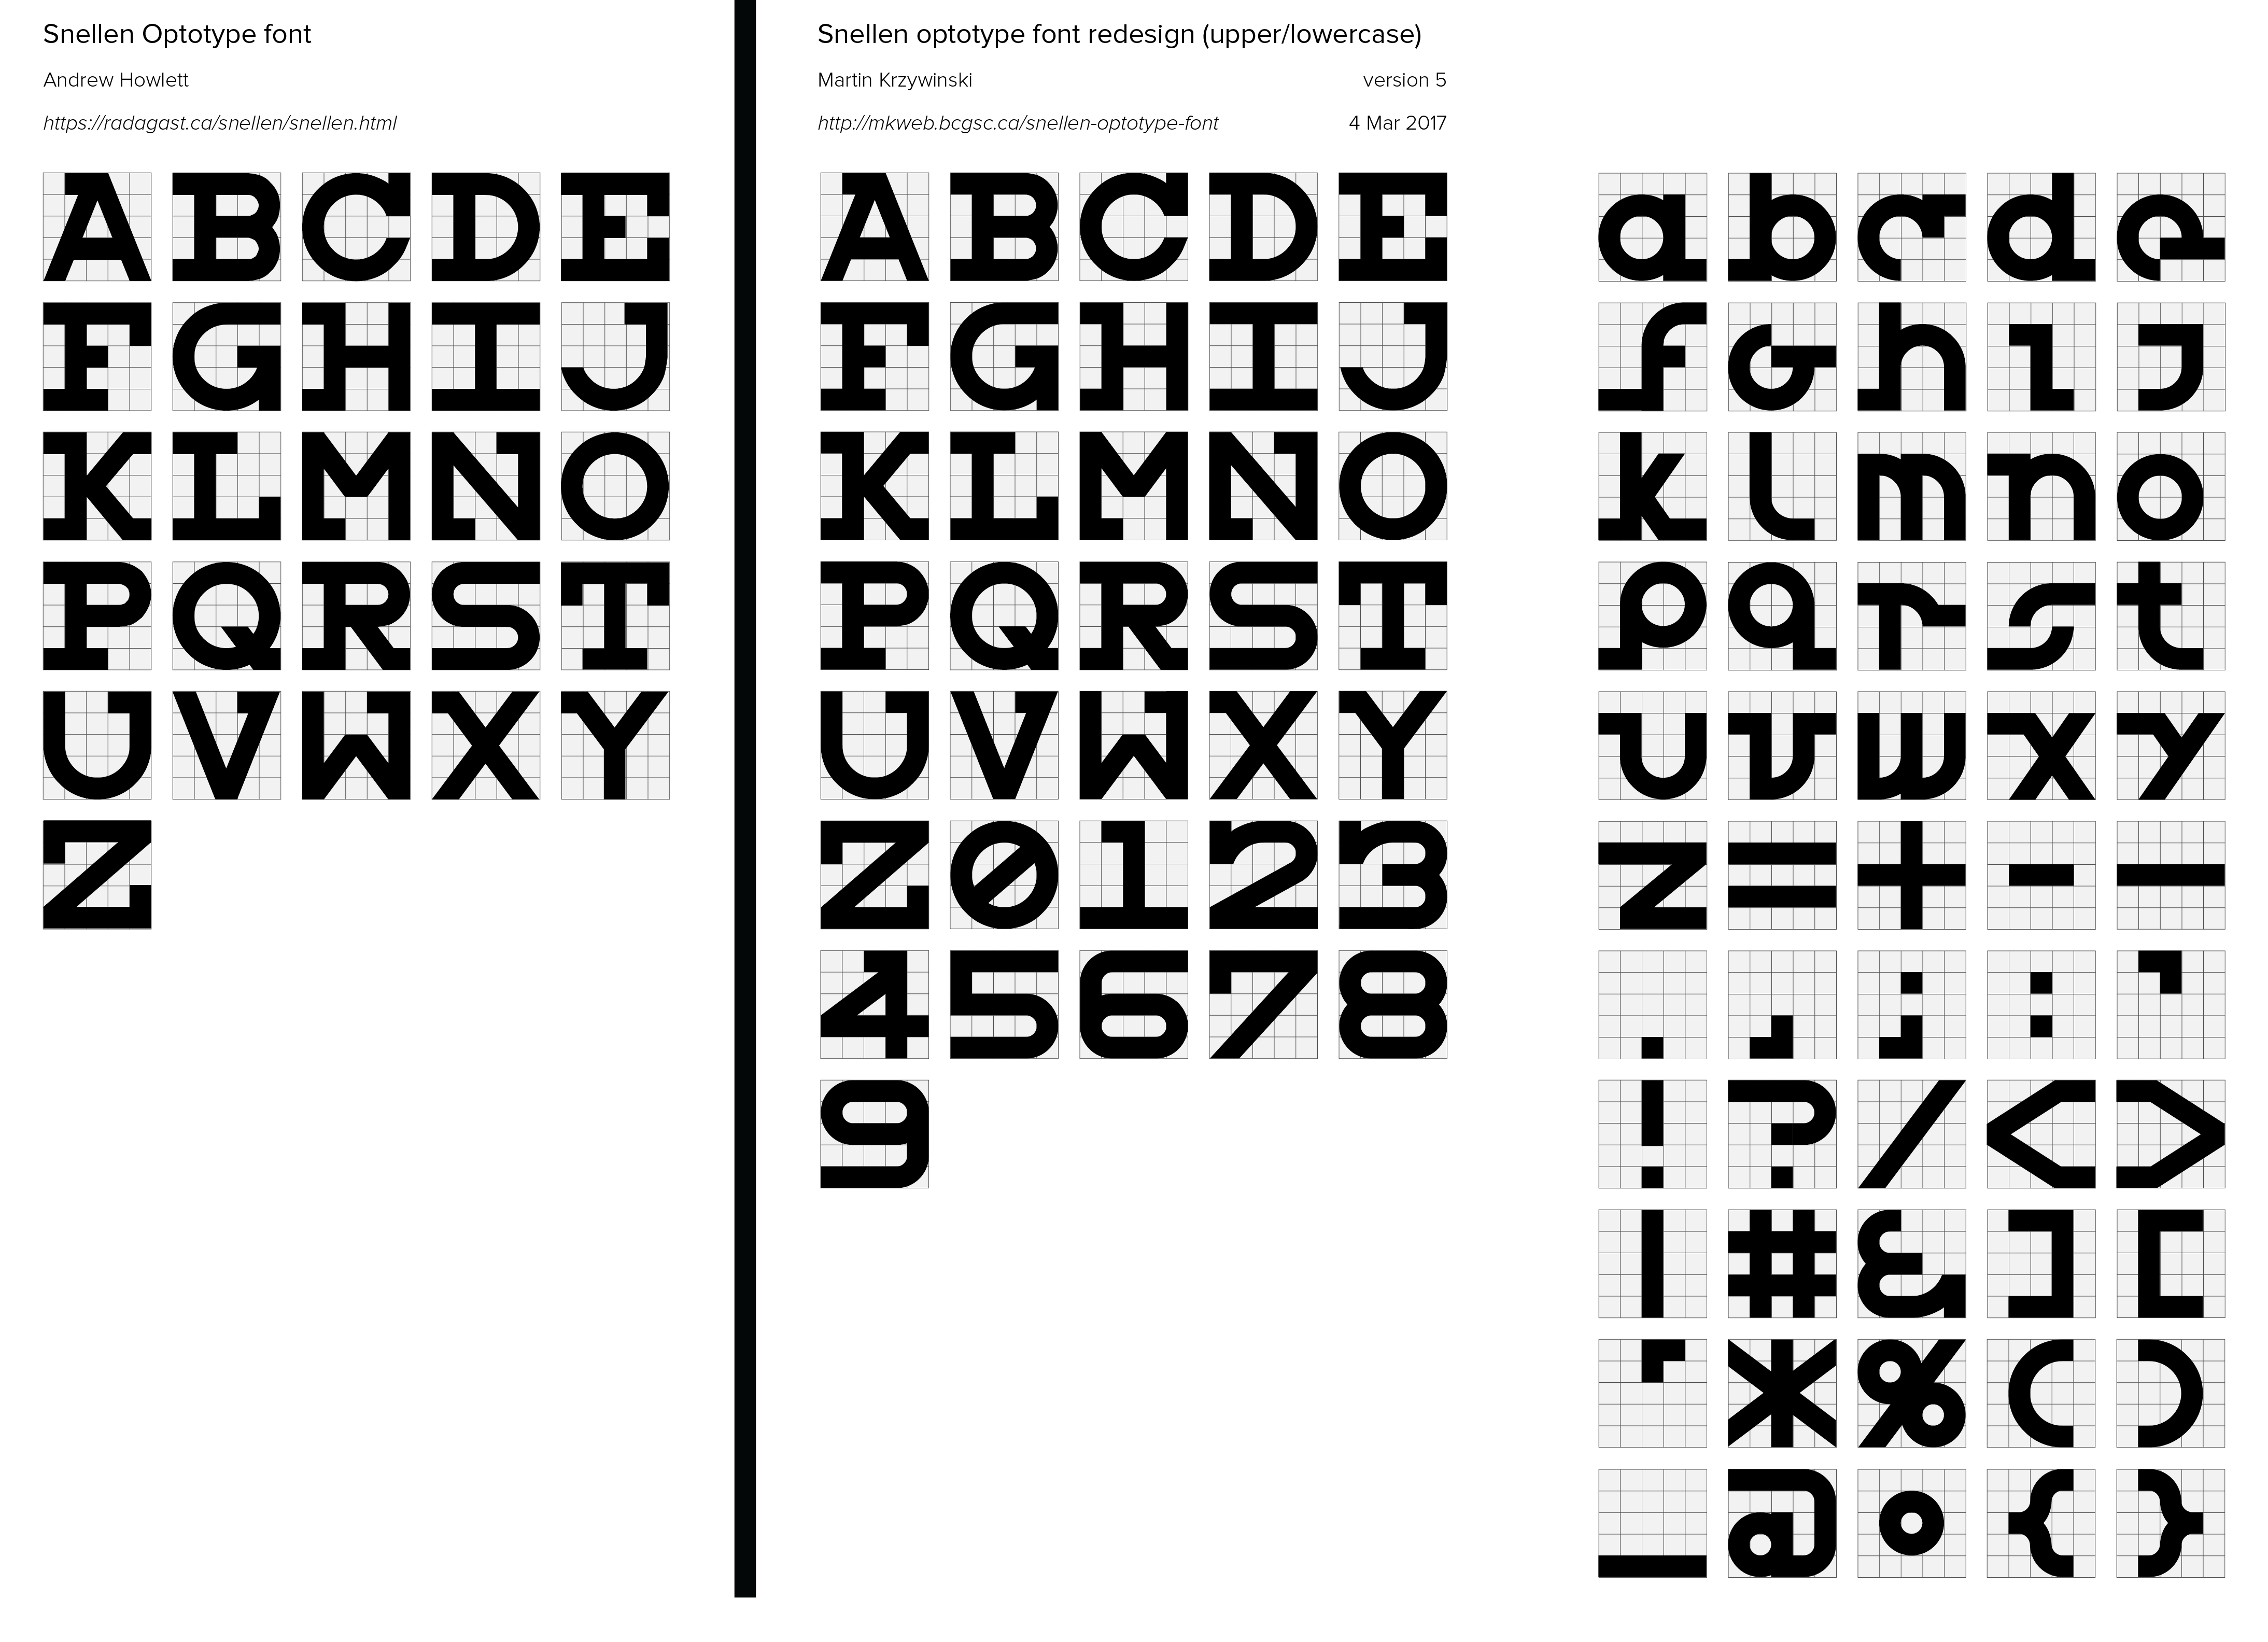 Snellen Optotype font
Andrew Howlett
https://radagast.ca/snellen/snellen.html
A B C D E
F G H I J
K L M N O
P Q R S T
U V W X Y
Z
Snellen optotype font redesign (upper/lowercase)
Martin Krzywinski version 5
http://mkweb.bcgsc.ca/snellen-optotype-font 4 Mar 2017
A B C D E
F G H I J
K L M N O
P Q R S T
U V W X Y
Z 0 1 2 3
4 5 6 7 8
9
a b c d e
f g h i j
k l m n o
p q r s t
u v w x y
z = + - —
. , ; : ’
! ? / < >
| # & ] [
‘ * % ( )
_ @ ° { }